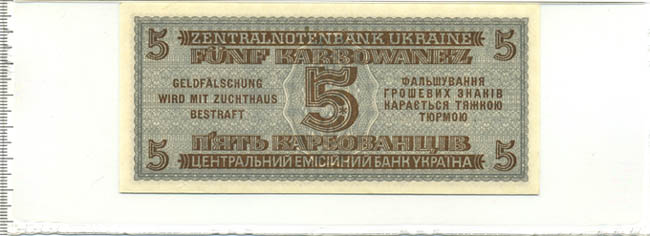 5 ZENTRALNOTENBANK UKRAINE 5
FÜNF KARBOWANEZ
GELDFÄLSCHUNG
WIRD MIT ZUCHTHAUS
BESTRAFT
5
ФАЛЬШУВАННЯ
ГРОШЕВИХ ЗНАКІВ
КАРАЄТЬСЯ ТЯЖКОЮ
ТЮРМОЮ
ПЯТЬ КАРБОВАНЦІВ
5 ЦЕНТРАЛЬНИЙ ЕМІСІЙНИЙ БАНК УКРАЇНА 5